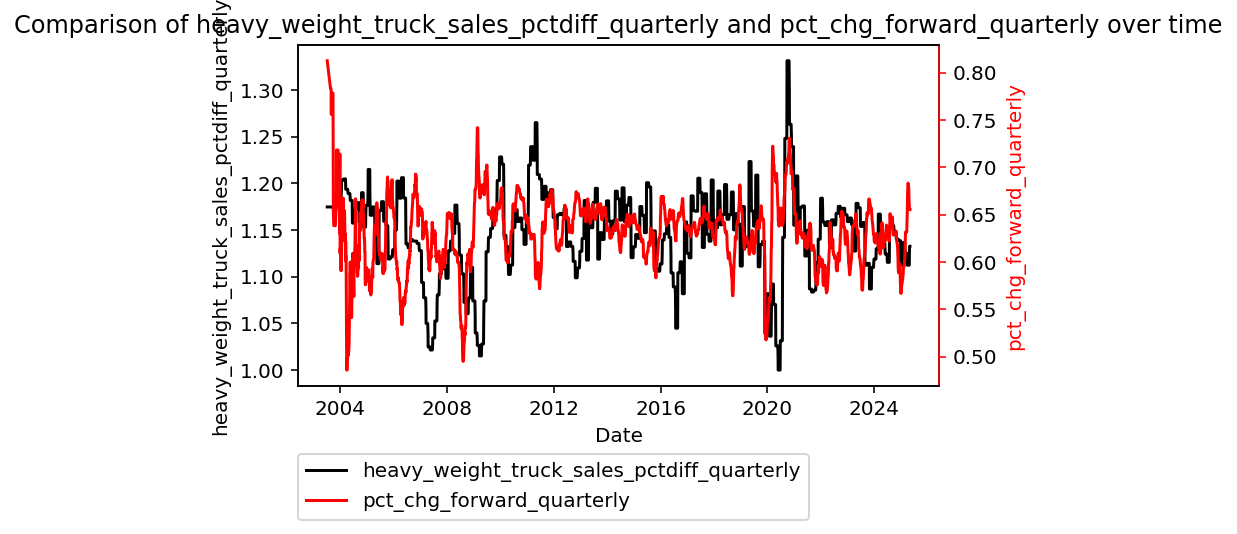 Comparison of heavy_weight_truck_sales_pctdiff_quarterly and pct_chg_forward_quarterly over time
heavy_weight_truck_sales_pctdiff_quarterly
1.30
1.25
1.20
1.15
1.10
1.05
1.00
0.80
0.75
0.70
0.65
0.60
0.55
0.50
pct_chg_forward_quarterly
2004 2008 2012 2016 2020 2024
Date
heavy_weight_truck_sales_pctdiff_quarterly
pct_chg_forward_quarterly